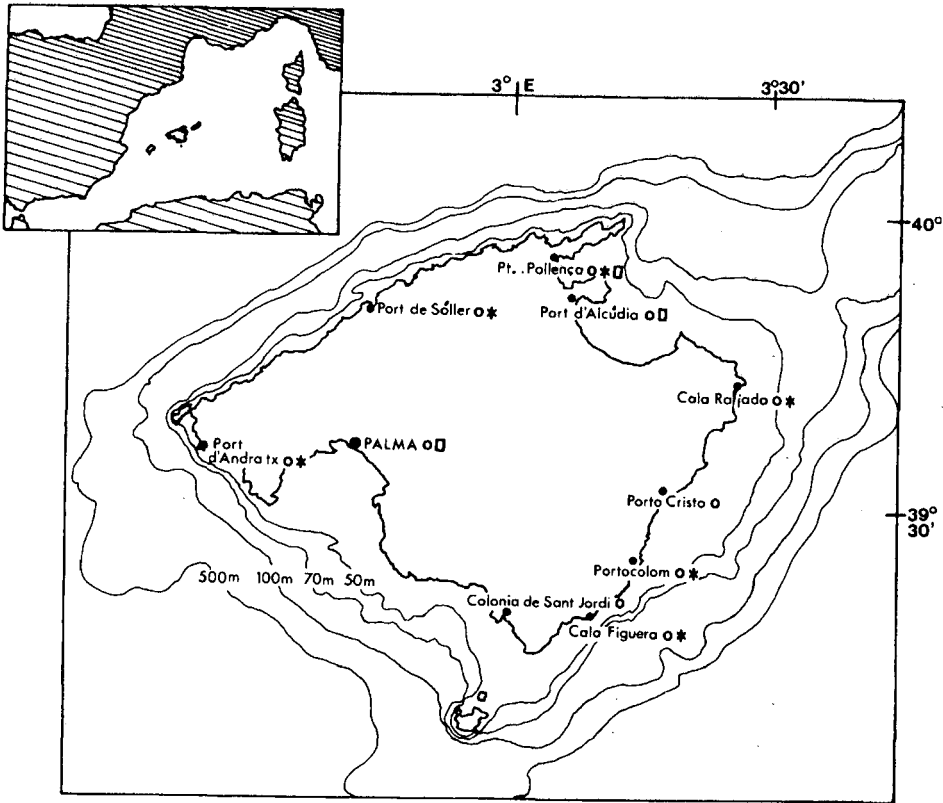 3° E
3°30'
40°
Pt. . Pollença
Port de Sóller
Port d'Alcúdia
Cala Rajjado
Port
d'Andratx
PALMA
Porto Cristo
39°
30'
Portocolom
500m 100m 70m 50m
Colonia de Sant Jordi
Cala Figuera